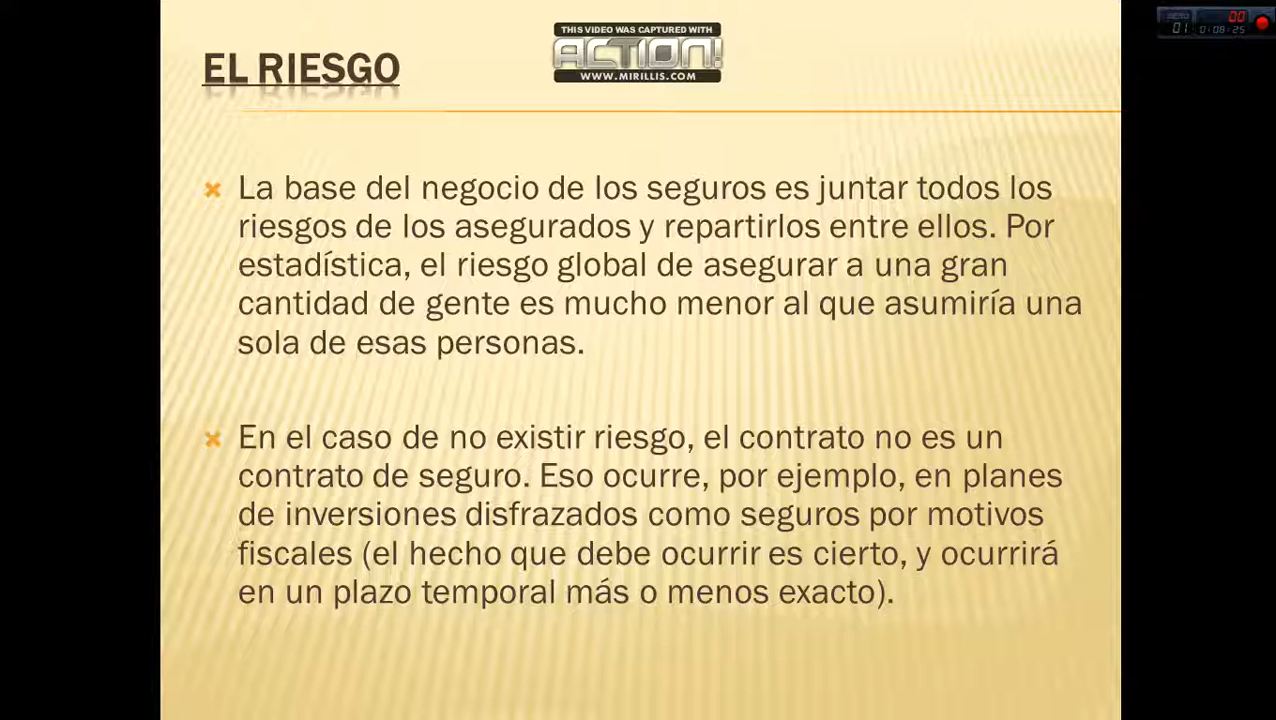 THIS VIDEO WAS CAPTURED WITH
ACTION!
WWW.MIRILLIS.COM
00
01 0:08:25
EL RIESGO
La base del negocio de los seguros es juntar todos los
riesgos de los asegurados y repartirlos entre ellos. Por
estadística, el riesgo global de asegurar a una gran
cantidad de gente es mucho menor al que asumiría una
sola de esas personas.
En el caso de no existir riesgo, el contrato no es un
contrato de seguro. Eso ocurre, por ejemplo, en planes
de inversiones disfrazados como seguros por motivos
fiscales (el hecho que debe ocurrir es cierto, y ocurrirá
en un plazo temporal más o menos exacto).